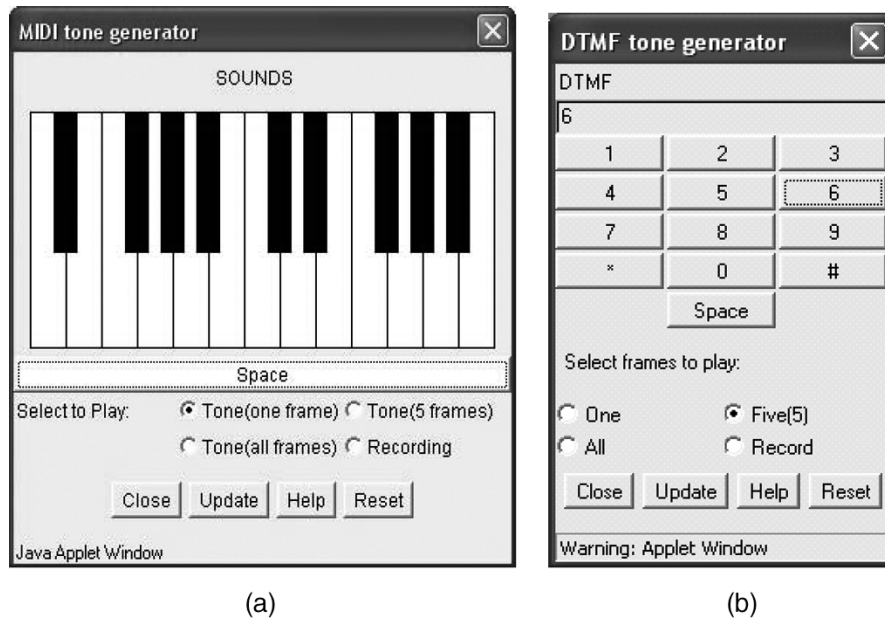 MIDI tone generator
SOUNDS
Space
Select to Play:
Tone(one frame)
Tone(5 frames)
Tone(all frames)
Recording
Close
Update
Help
Reset
Java Applet Window
(a)
DTMF tone generator
DTMF
6
1 2 3
4 5 6
7 8 9
* 0 #
Space
Select frames to play:
One
Five(5)
All
Record
Close
Update
Help
Reset
Warning: Applet Window
(b)